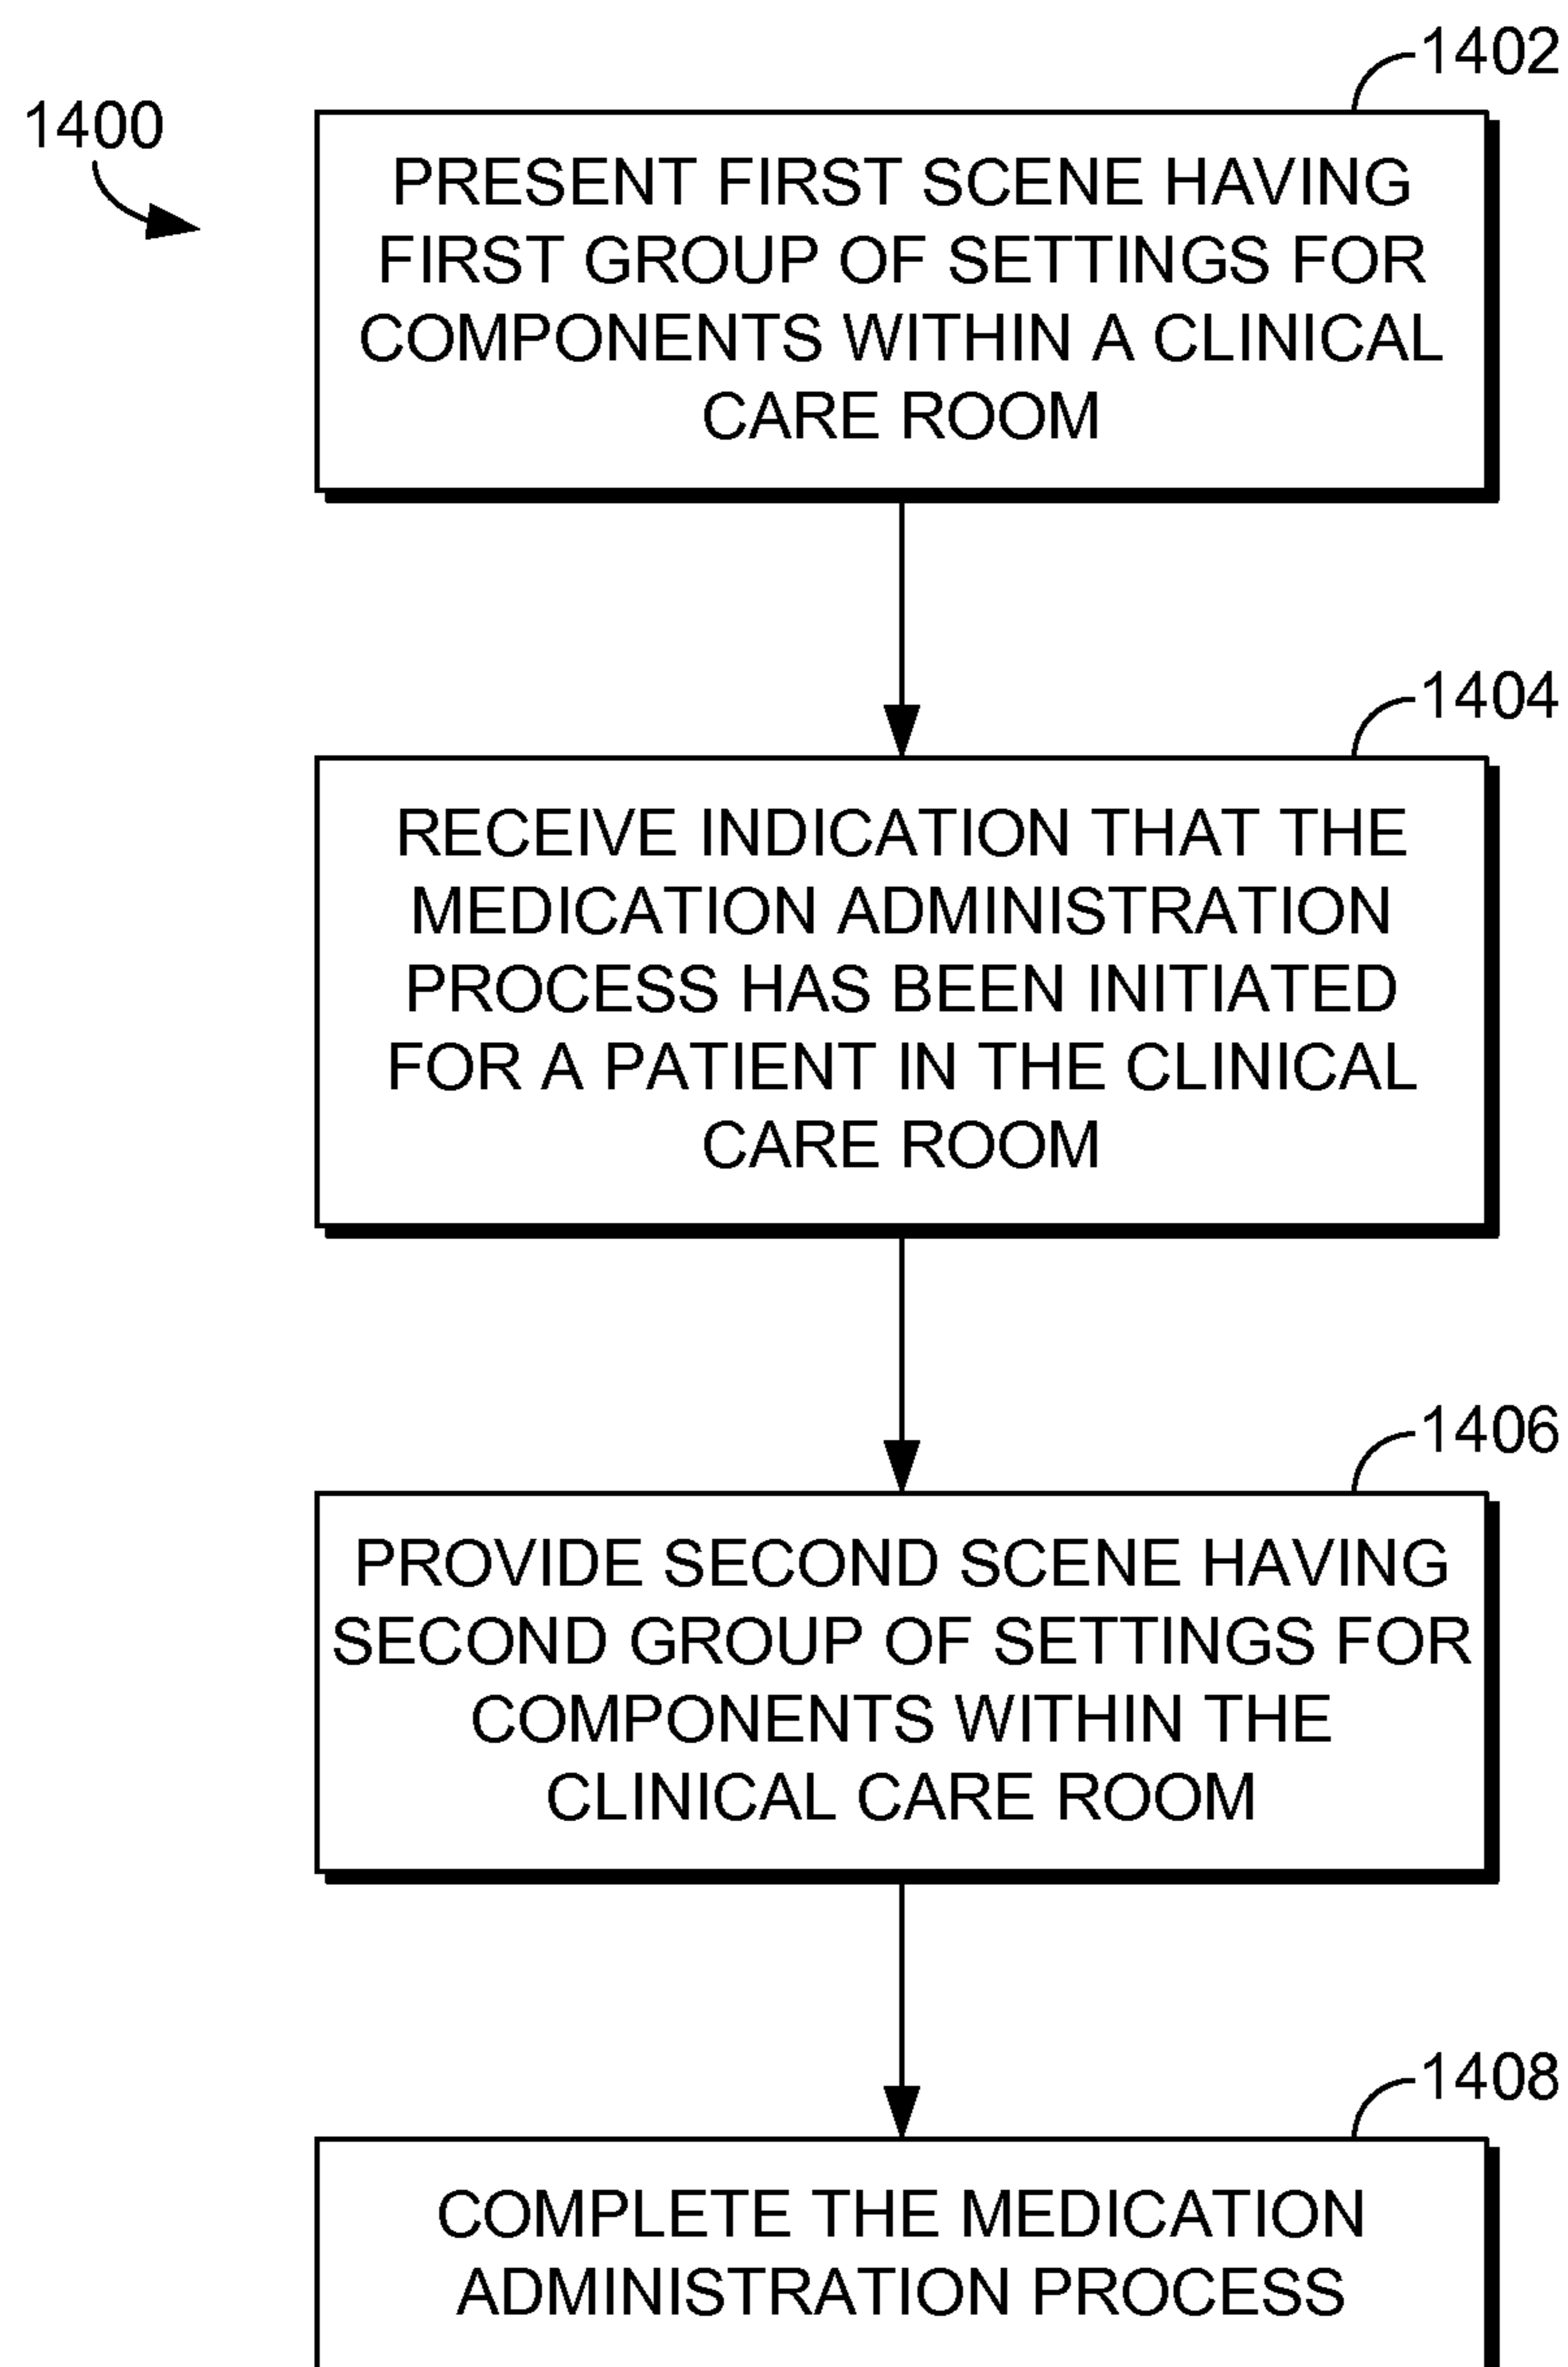 1400
1402
PRESENT FIRST SCENE HAVING
FIRST GROUP OF SETTINGS FOR
COMPONENTS WITHIN A CLINICAL
CARE ROOM
1404
RECEIVE INDICATION THAT THE
MEDICATION ADMINISTRATION
PROCESS HAS BEEN INITIATED
FOR A PATIENT IN THE CLINICAL
CARE ROOM
1406
PROVIDE SECOND SCENE HAVING
SECOND GROUP OF SETTINGS FOR
COMPONENTS WITHIN THE
CLINICAL CARE ROOM
1408
COMPLETE THE MEDICATION
ADMINISTRATION PROCESS